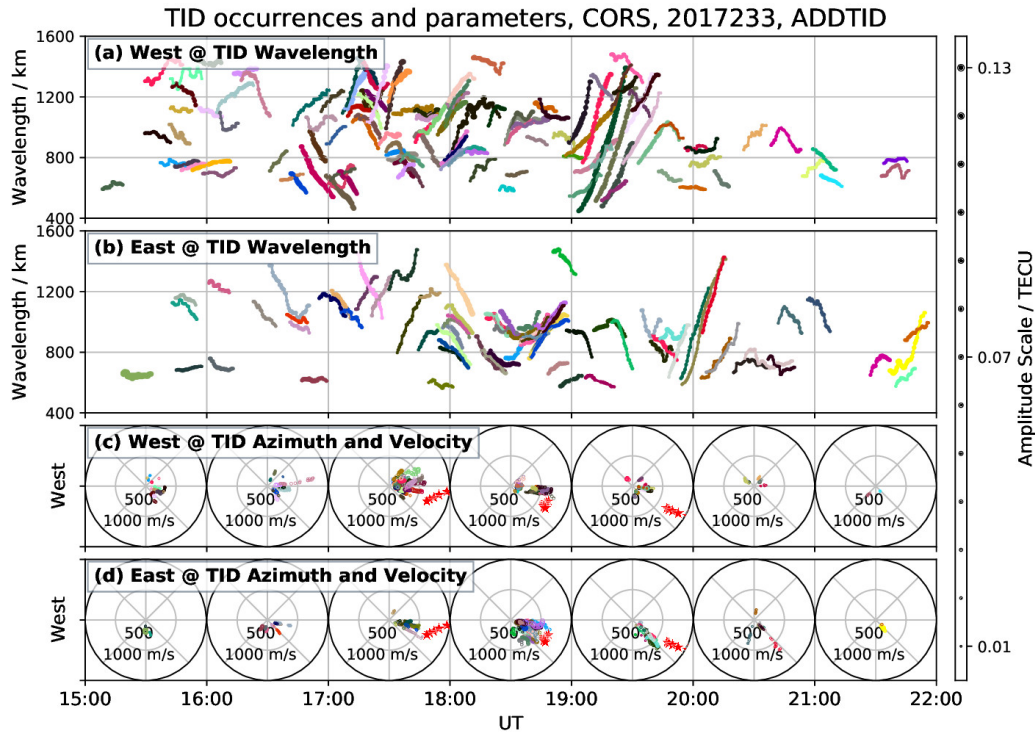 TID occurrences and parameters, CORS, 2017233, ADDTID
1600
(a) West @ TID Wavelength
1200
800
400
Wavelength / km
1600
(b) East @ TID Wavelength
1200
800
400
Wavelength / km
(c) West @ TID Azimuth and Velocity
West
500 500 500 500 500 500 500
1000 m/s 1000 m/s 1000 m/s 1000 m/s 1000 m/s 1000 m/s 1000 m/s
(d) East @ TID Azimuth and Velocity
West
500 500 500 500 500 500 500
1000 m/s 1000 m/s 1000 m/s 1000 m/s 1000 m/s 1000 m/s 1000 m/s
15:00 16:00 17:00 18:00 19:00 20:00 21:00 22:00
UT
0.13
0.07
0.01
Amplitude Scale / TECU